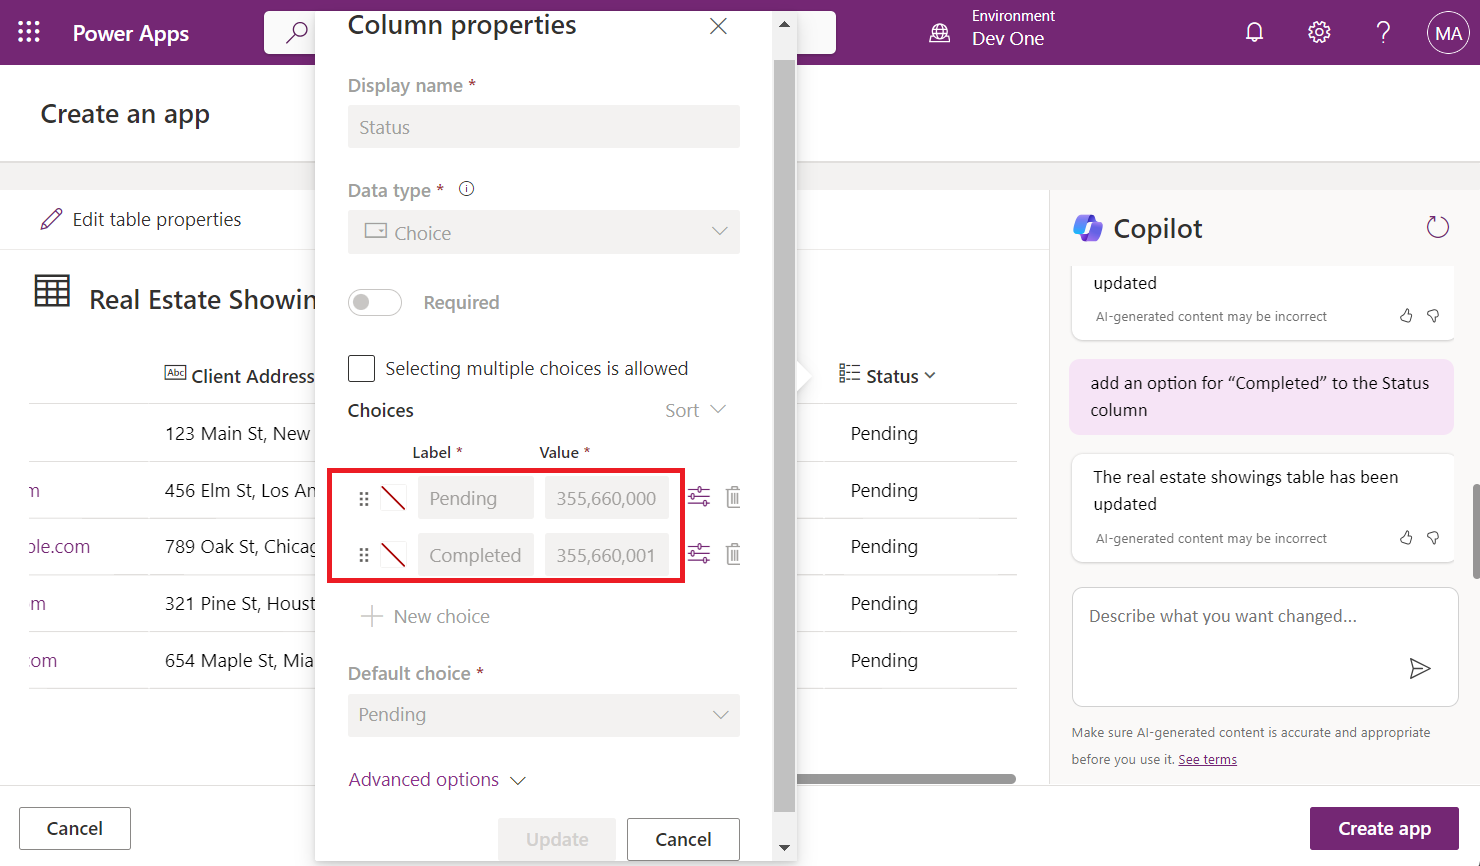 Power Apps
Environment
Dev One
MA
Create an app
Edit table properties
Real Estate Showin
Abc Client Address
123 Main St, New
456 Elm St, Los An
789 Oak St, Chicag
321 Pine St, Houst
654 Maple St, Mia
m
ple.com
m
com
Column properties
Display name *
Status
Data type *
Choice
Required
Selecting multiple choices is allowed
Choices
Sort
Label *
Value *
Pending
355,660,000
Completed
355,660,001
New choice
Default choice *
Pending
Advanced options
Update
Cancel
Status
Pending
Pending
Pending
Pending
Pending
Copilot
updated
AI-generated content may be incorrect
add an option for “Completed” to the Status
column
The real estate showings table has been
updated
AI-generated content may be incorrect
Describe what you want changed...
Make sure AI-generated content is accurate and appropriate
before you use it. See terms
Cancel
Create app